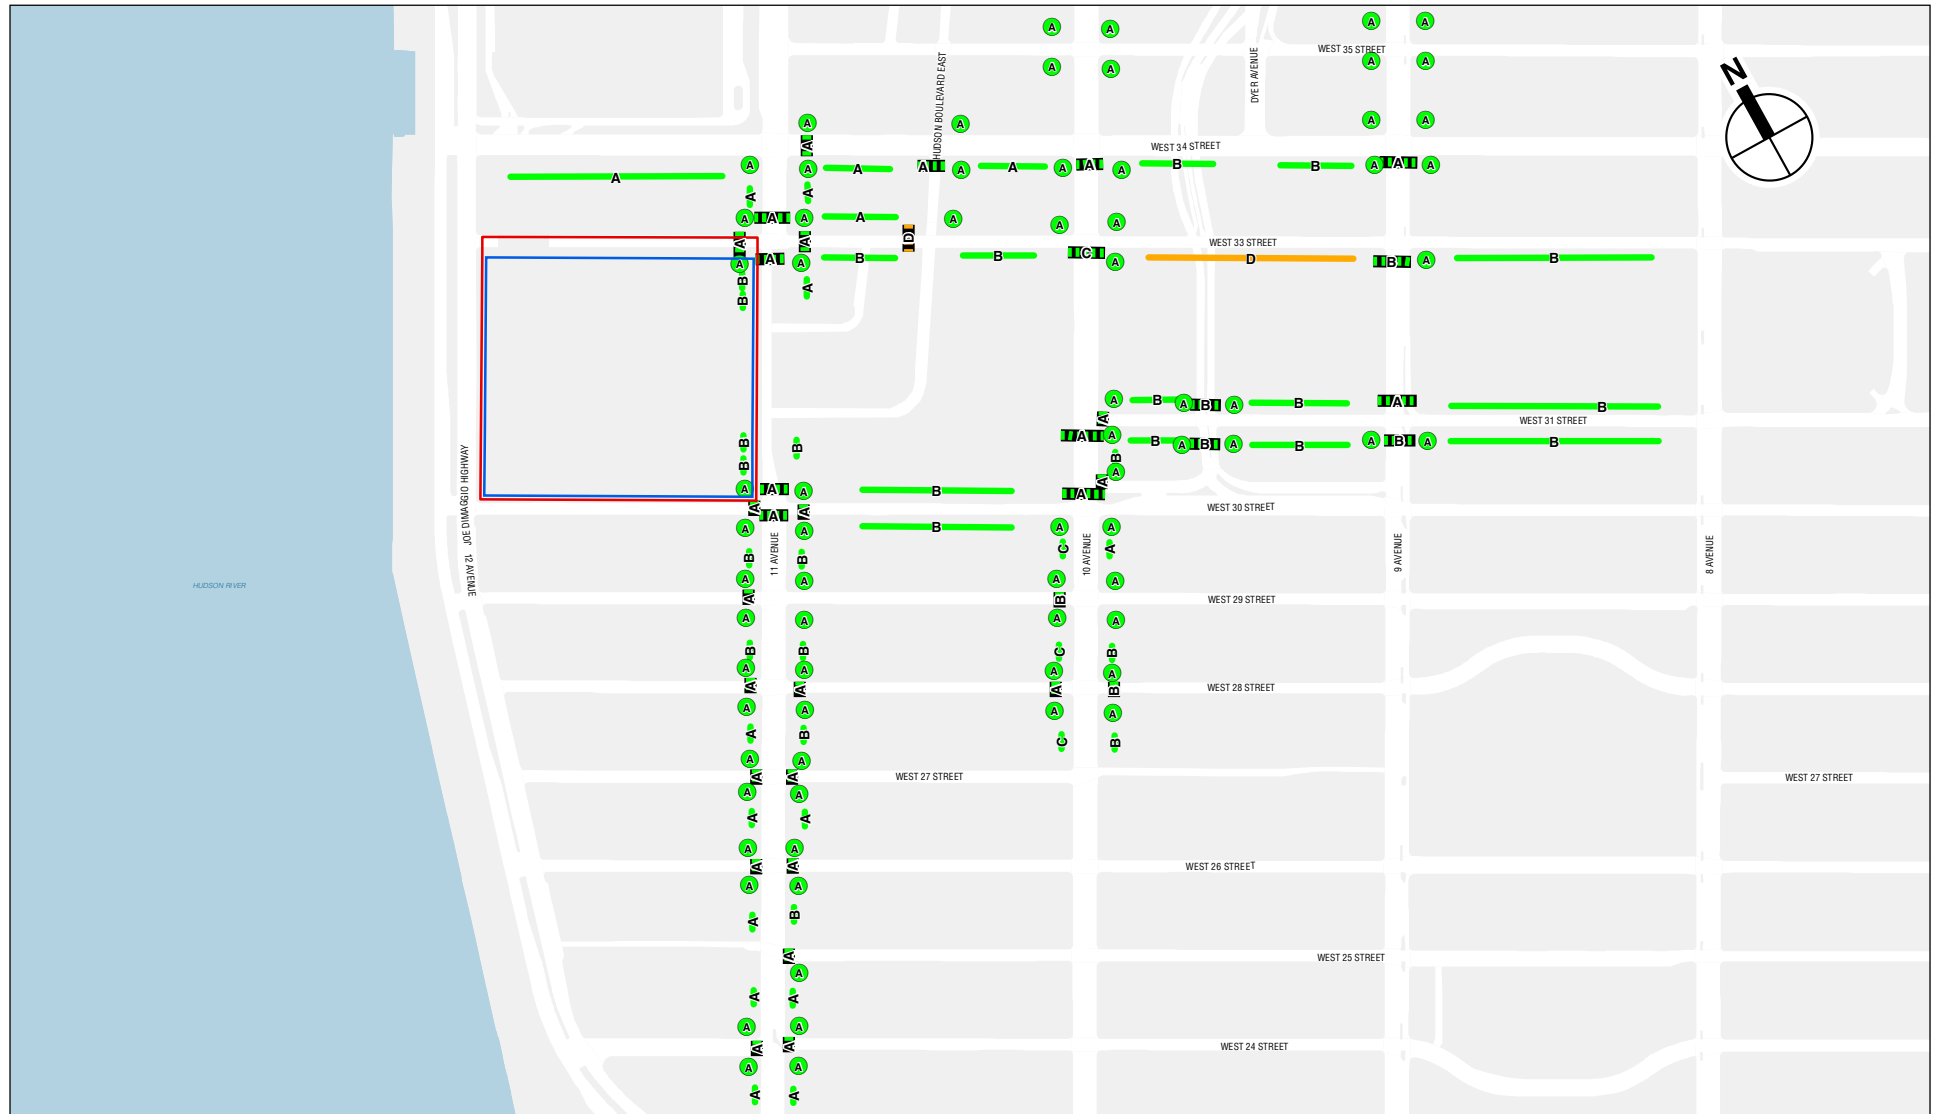 N
A A A A
WEST 35 STREET
A A A A
HUDSON BOULEVARD EAST
DYER AVENUE
A A A A
A
WEST 34 STREET
A A A A A A A A A B B A A A
A A
A A A A A A A A
A A D
WEST 33 STREET
A A A B B C A D B A B
B A
B
A B A B A B A B
A
WEST 31 STREET
A A B A B A B A B A B
B B
B B
A A
A A A B A
JOE DIMAGGIO HIGHWAY
12 AVENUE
WEST 30 STREET
A A A
A A B A A
11 AVENUE
10 AVENUE
9 AVENUE
8 AVENUE
B B C A
HUDSON RIVER
A A A A
A B
WEST 29 STREET
A A A A
B B C B
A A A A
A A A B
WEST 28 STREET
A A A A
A B C B
A A
A A
WEST 27 STREET
WEST 27 STREET
A A
A A
A A
A A
WEST 26 STREET
A A
A B
A
WEST 25 STREET
A
A A
A A
A A
WEST 24 STREET
A A
A A